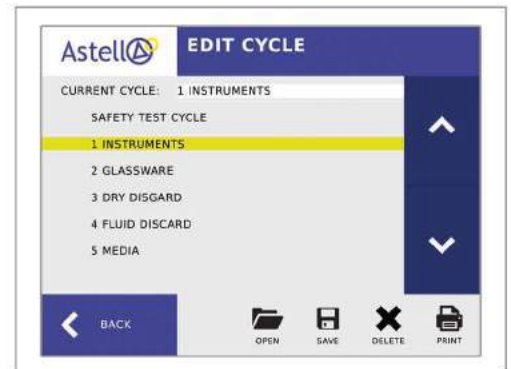 Astell
EDIT CYCLE
CURRENT CYCLE: 1 INSTRUMENTS
SAFETY TEST CYCLE
1 INSTRUMENTS
2 GLASSWARE
3 DRY DISGARD
4 FLUID DISCARD
5 MEDIA
BACK
OPEN
SAVE
DELETE
PRINT